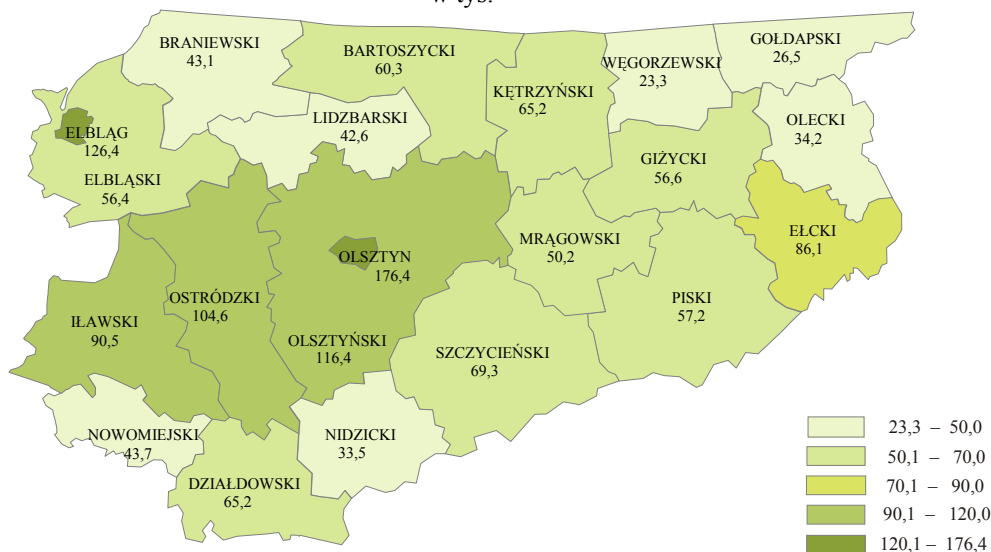 w tys.
BRANIEWSKI
43,1
BARTOSZYCKI
60,3
GOŁDAPSKI
26,5
WĘGORZEWSKI
23,3
KĘTRZYŃSKI
65,2
LIDZBARSKI
42,6
OLECKI
34,2
ELBLĄG
126,4
GIŻYCKI
56,6
ELBLĄSKI
56,4
EŁCKI
86,1
MRĄGOWSKI
50,2
OLSZTYN
176,4
OSTRÓDZKI
104,6
PISKI
57,2
IŁAWSKI
90,5
OLSZTYŃSKI
116,4
SZCZYCIEŃSKI
69,3
NOWOMIEJSKI
43,7
NIDZICKI
33,5
DZIAŁDOWSKI
65,2
23,3 – 50,0
50,1 – 70,0
70,1 – 90,0
90,1 – 120,0
120,1 – 176,4